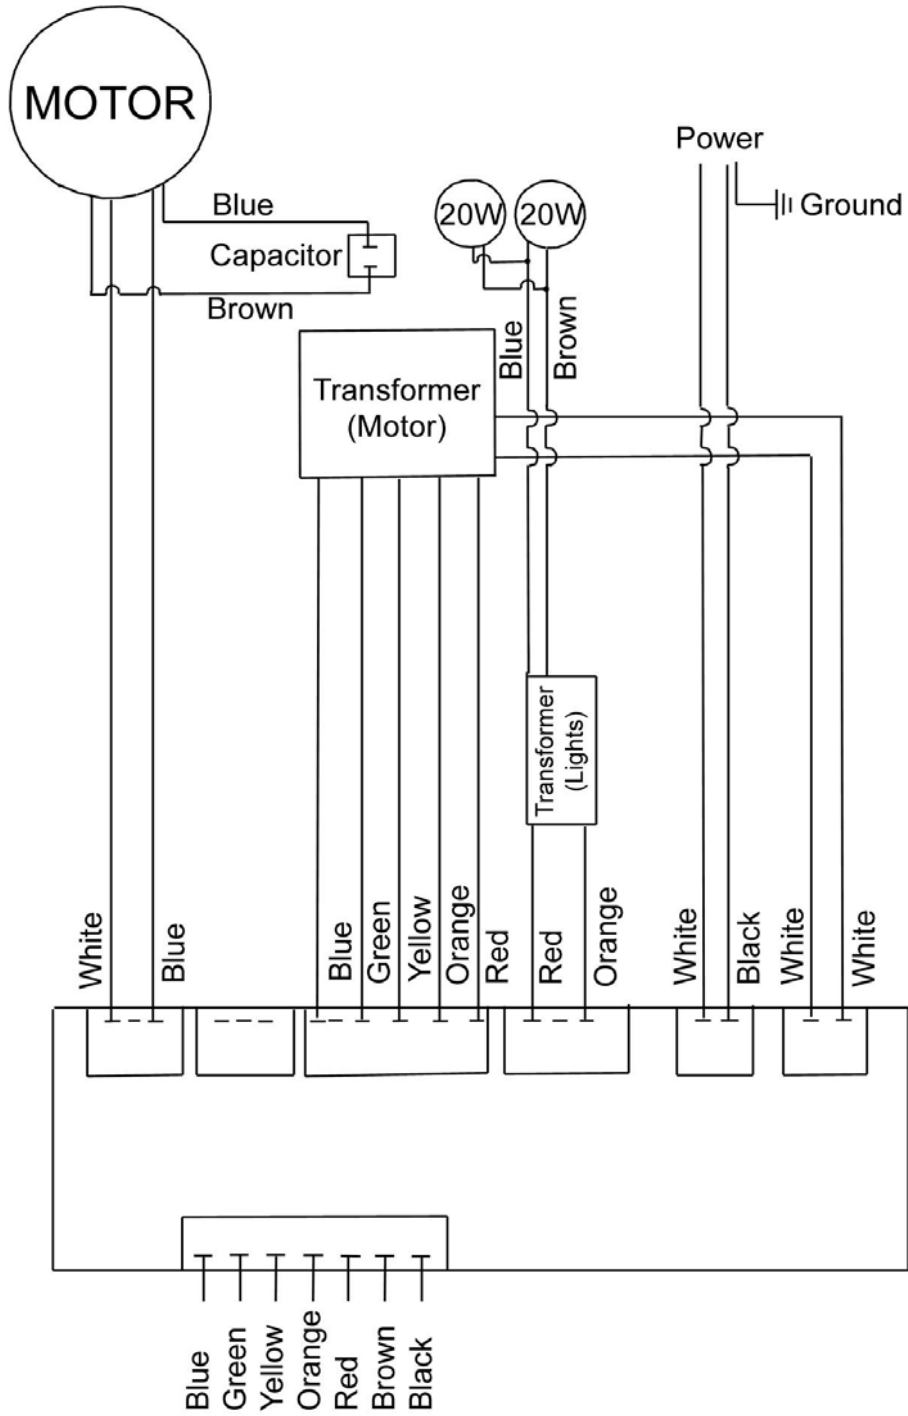 MOTOR
Power
Blue
20W
20W
Ground
Capacitor
Brown
Blue
Brown
Transformer
(Motor)
Transformer
(Lights)
White
Blue
Blue
Green
Yellow
Orange
Red
Red
Orange
White
Black
White
White
Blue
Green
Yellow
Orange
Red
Brown
Black